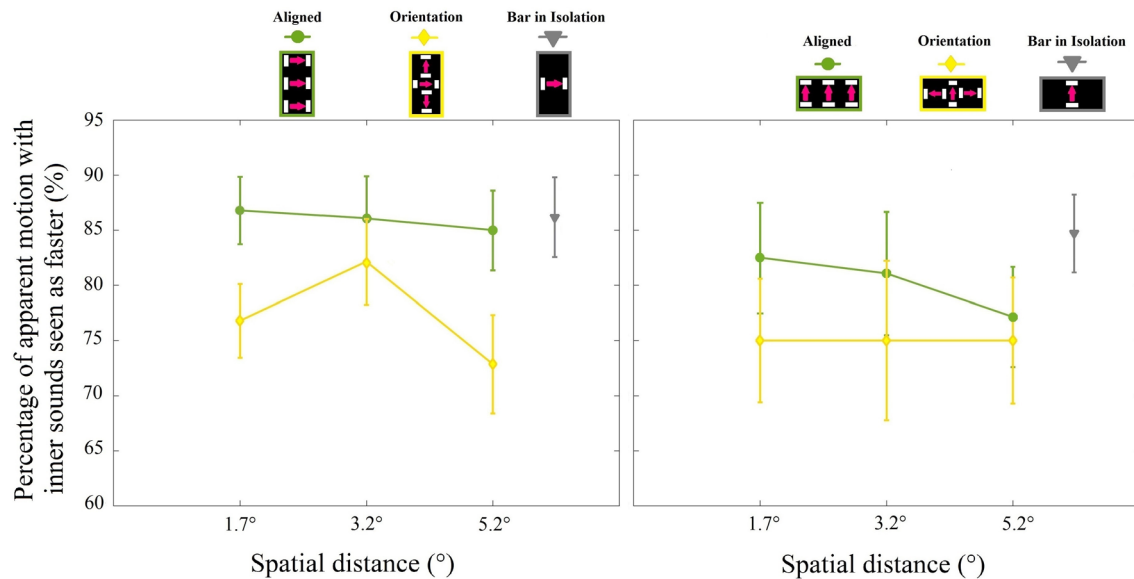 Aligned Orientation Bar in Isolation
Aligned Orientation Bar in Isolation
Percentage of apparent motion with
inner sounds seen as faster (%)
95
90
85
80
75
70
65
60
1.7° 3.2° 5.2°
1.7° 3.2° 5.2°
Spatial distance (°)
Spatial distance (°)